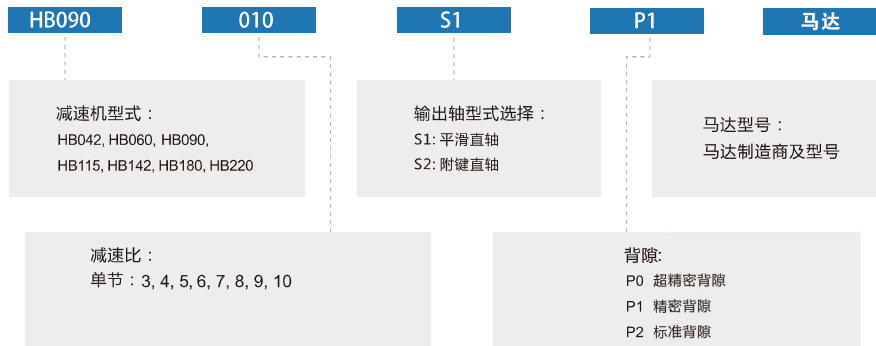 HB090 010 S1 P1 马达
减速机型式：
HB042, HB060, HB090,
HB115, HB142, HB180, HB220
输出轴型式选择：
S1: 平滑直轴
S2: 附键直轴
马达型号：
马达制造商及型号
减速比：
单节：3, 4, 5, 6, 7, 8, 9, 10
背隙:
P0 超精密背隙
P1 精密背隙
P2 标准背隙